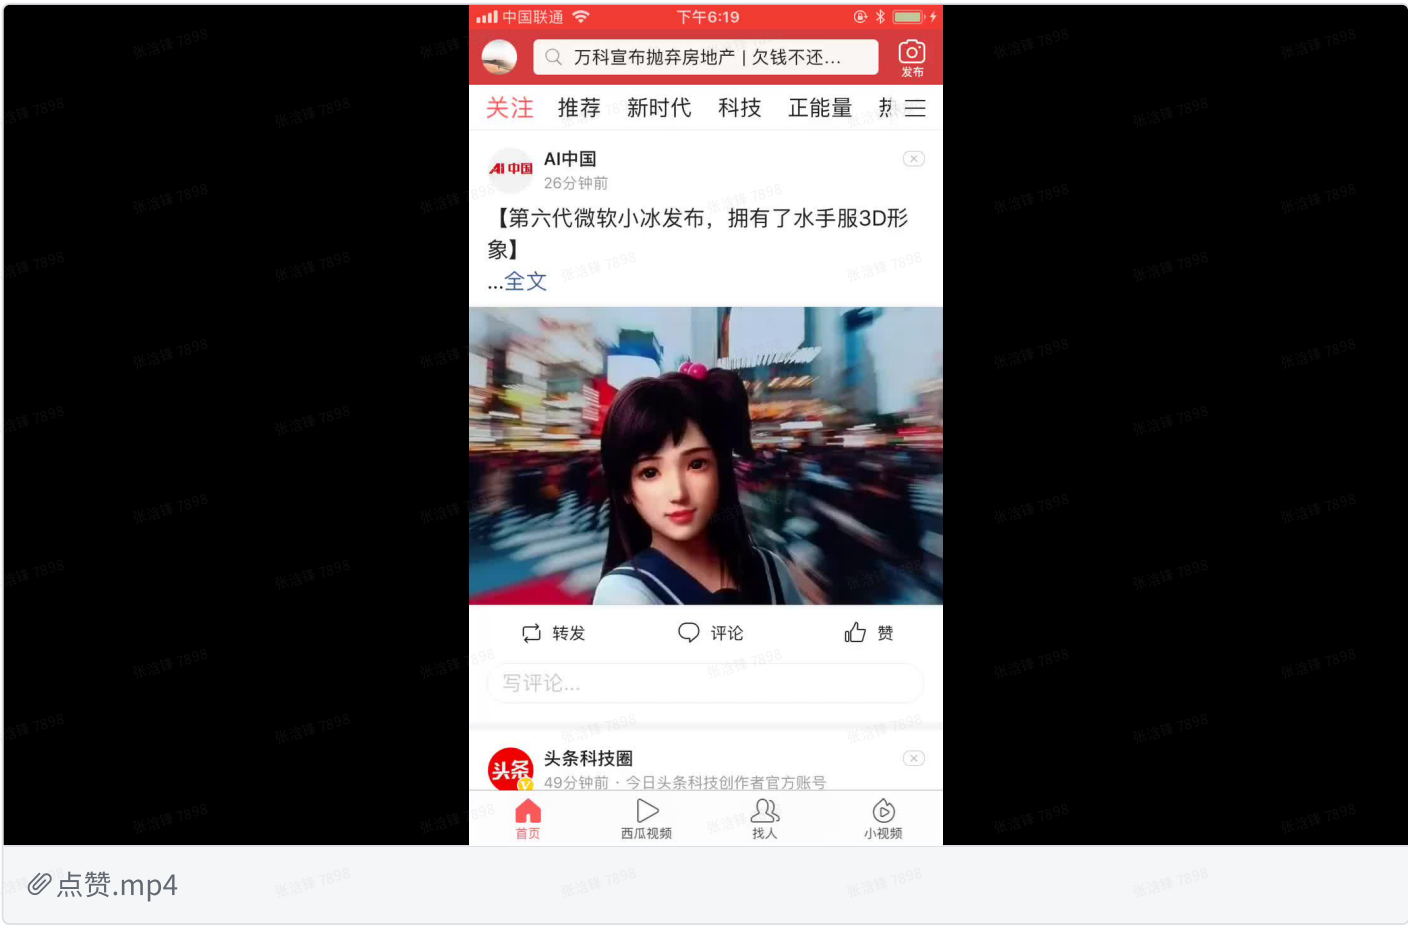 中国联通
下午6:19
万科宣布抛弃房地产 | 欠钱不还...
发布
关注 推荐 新时代 科技 正能量
AI中国
AI中国
26分钟前
【第六代微软小冰发布，拥有了水手服3D形
象】
...全文
转发 评论 赞
写评论...
头条
头条科技圈
49分钟前 · 今日头条科技创作者官方账号
首页 西瓜视频 找人 小视频
点赞.mp4
张浛锋 7898